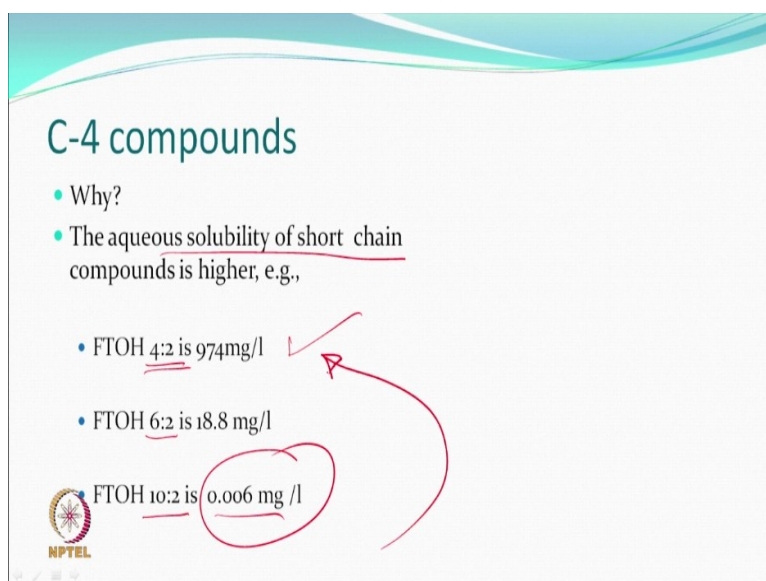 C-4 compounds
• Why?
• The aqueous solubility of short chain
compounds is higher, e.g.,
• FTOH 4:2 is 974mg/l
• FTOH 6:2 is 18.8 mg/l
• FTOH 10:2 is 0.006 mg /l
NPTEL